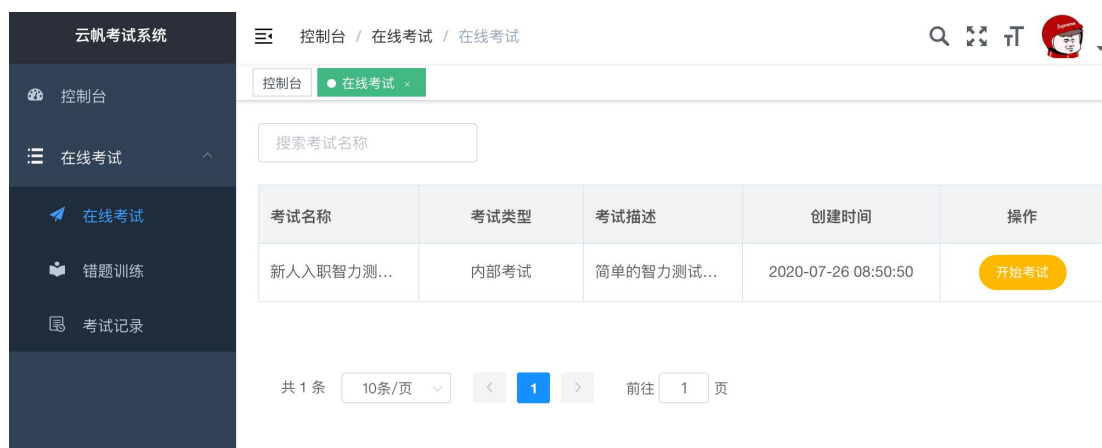 云帆考试系统
控制台 / 在线考试 / 在线考试
控制台
在线考试 ×
控制台
在线考试
在线考试
错题训练
考试记录
搜索考试名称
考试名称 考试类型 考试描述 创建时间 操作
新人入职智力测... 内部考试 简单的智力测试... 2020-07-26 08:50:50 开始考试
共 1 条 10条/页 < 1 > 前往 1 页
Supreme